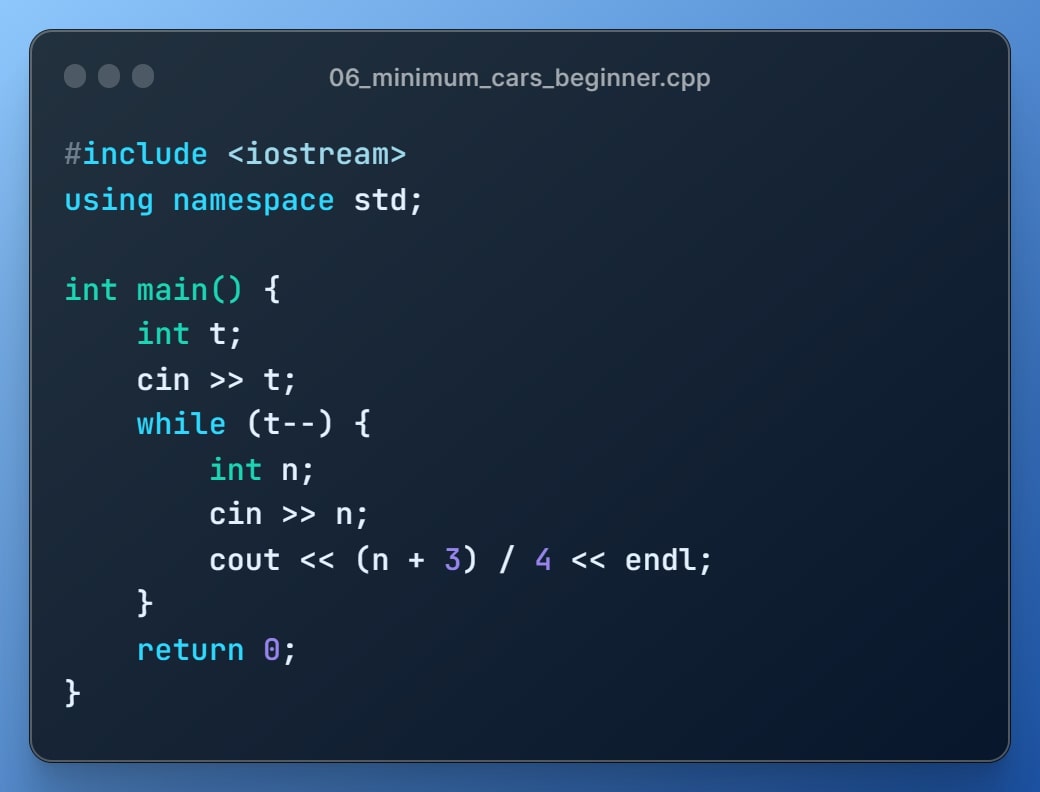 06_minimum_cars_beginner.cpp
#include <iostream>
using namespace std;

int main() {
    int t;
    cin >> t;
    while (t--) {
        int n;
        cin >> n;
        cout << (n + 3) / 4 << endl;
    }
    return 0;
}